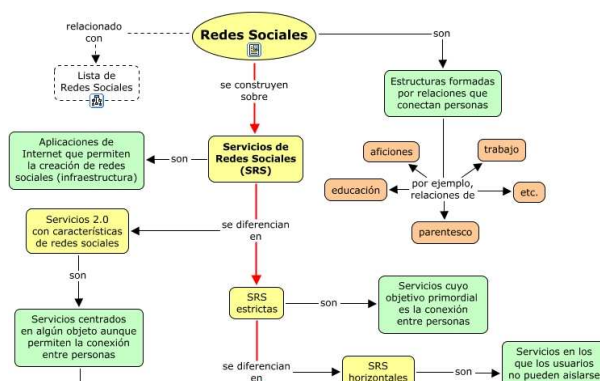 Redes Sociales
relacionado
con
Lista de
Redes Sociales
son
Estructuras formadas
por relaciones que
conectan personas
se construyen
sobre
aficiones
trabajo
educación
por ejemplo,
relaciones de
etc.
parentesco
Servicios de
Redes Sociales
(SRS)
son
Aplicaciones de
Internet que permiten
la creación de redes
sociales (infraestructura)
se diferencian
en
Servicios 2.0
con características
de redes sociales
son
Servicios centrados
en algún objeto aunque
permiten la conexión
entre personas
SRS
estrictas
son
Servicios cuyo
objetivo primordial
es la conexión
entre personas
se diferencian
en
SRS
horizontales
son
Servicios en los
que los usuarios
no pueden aislarse